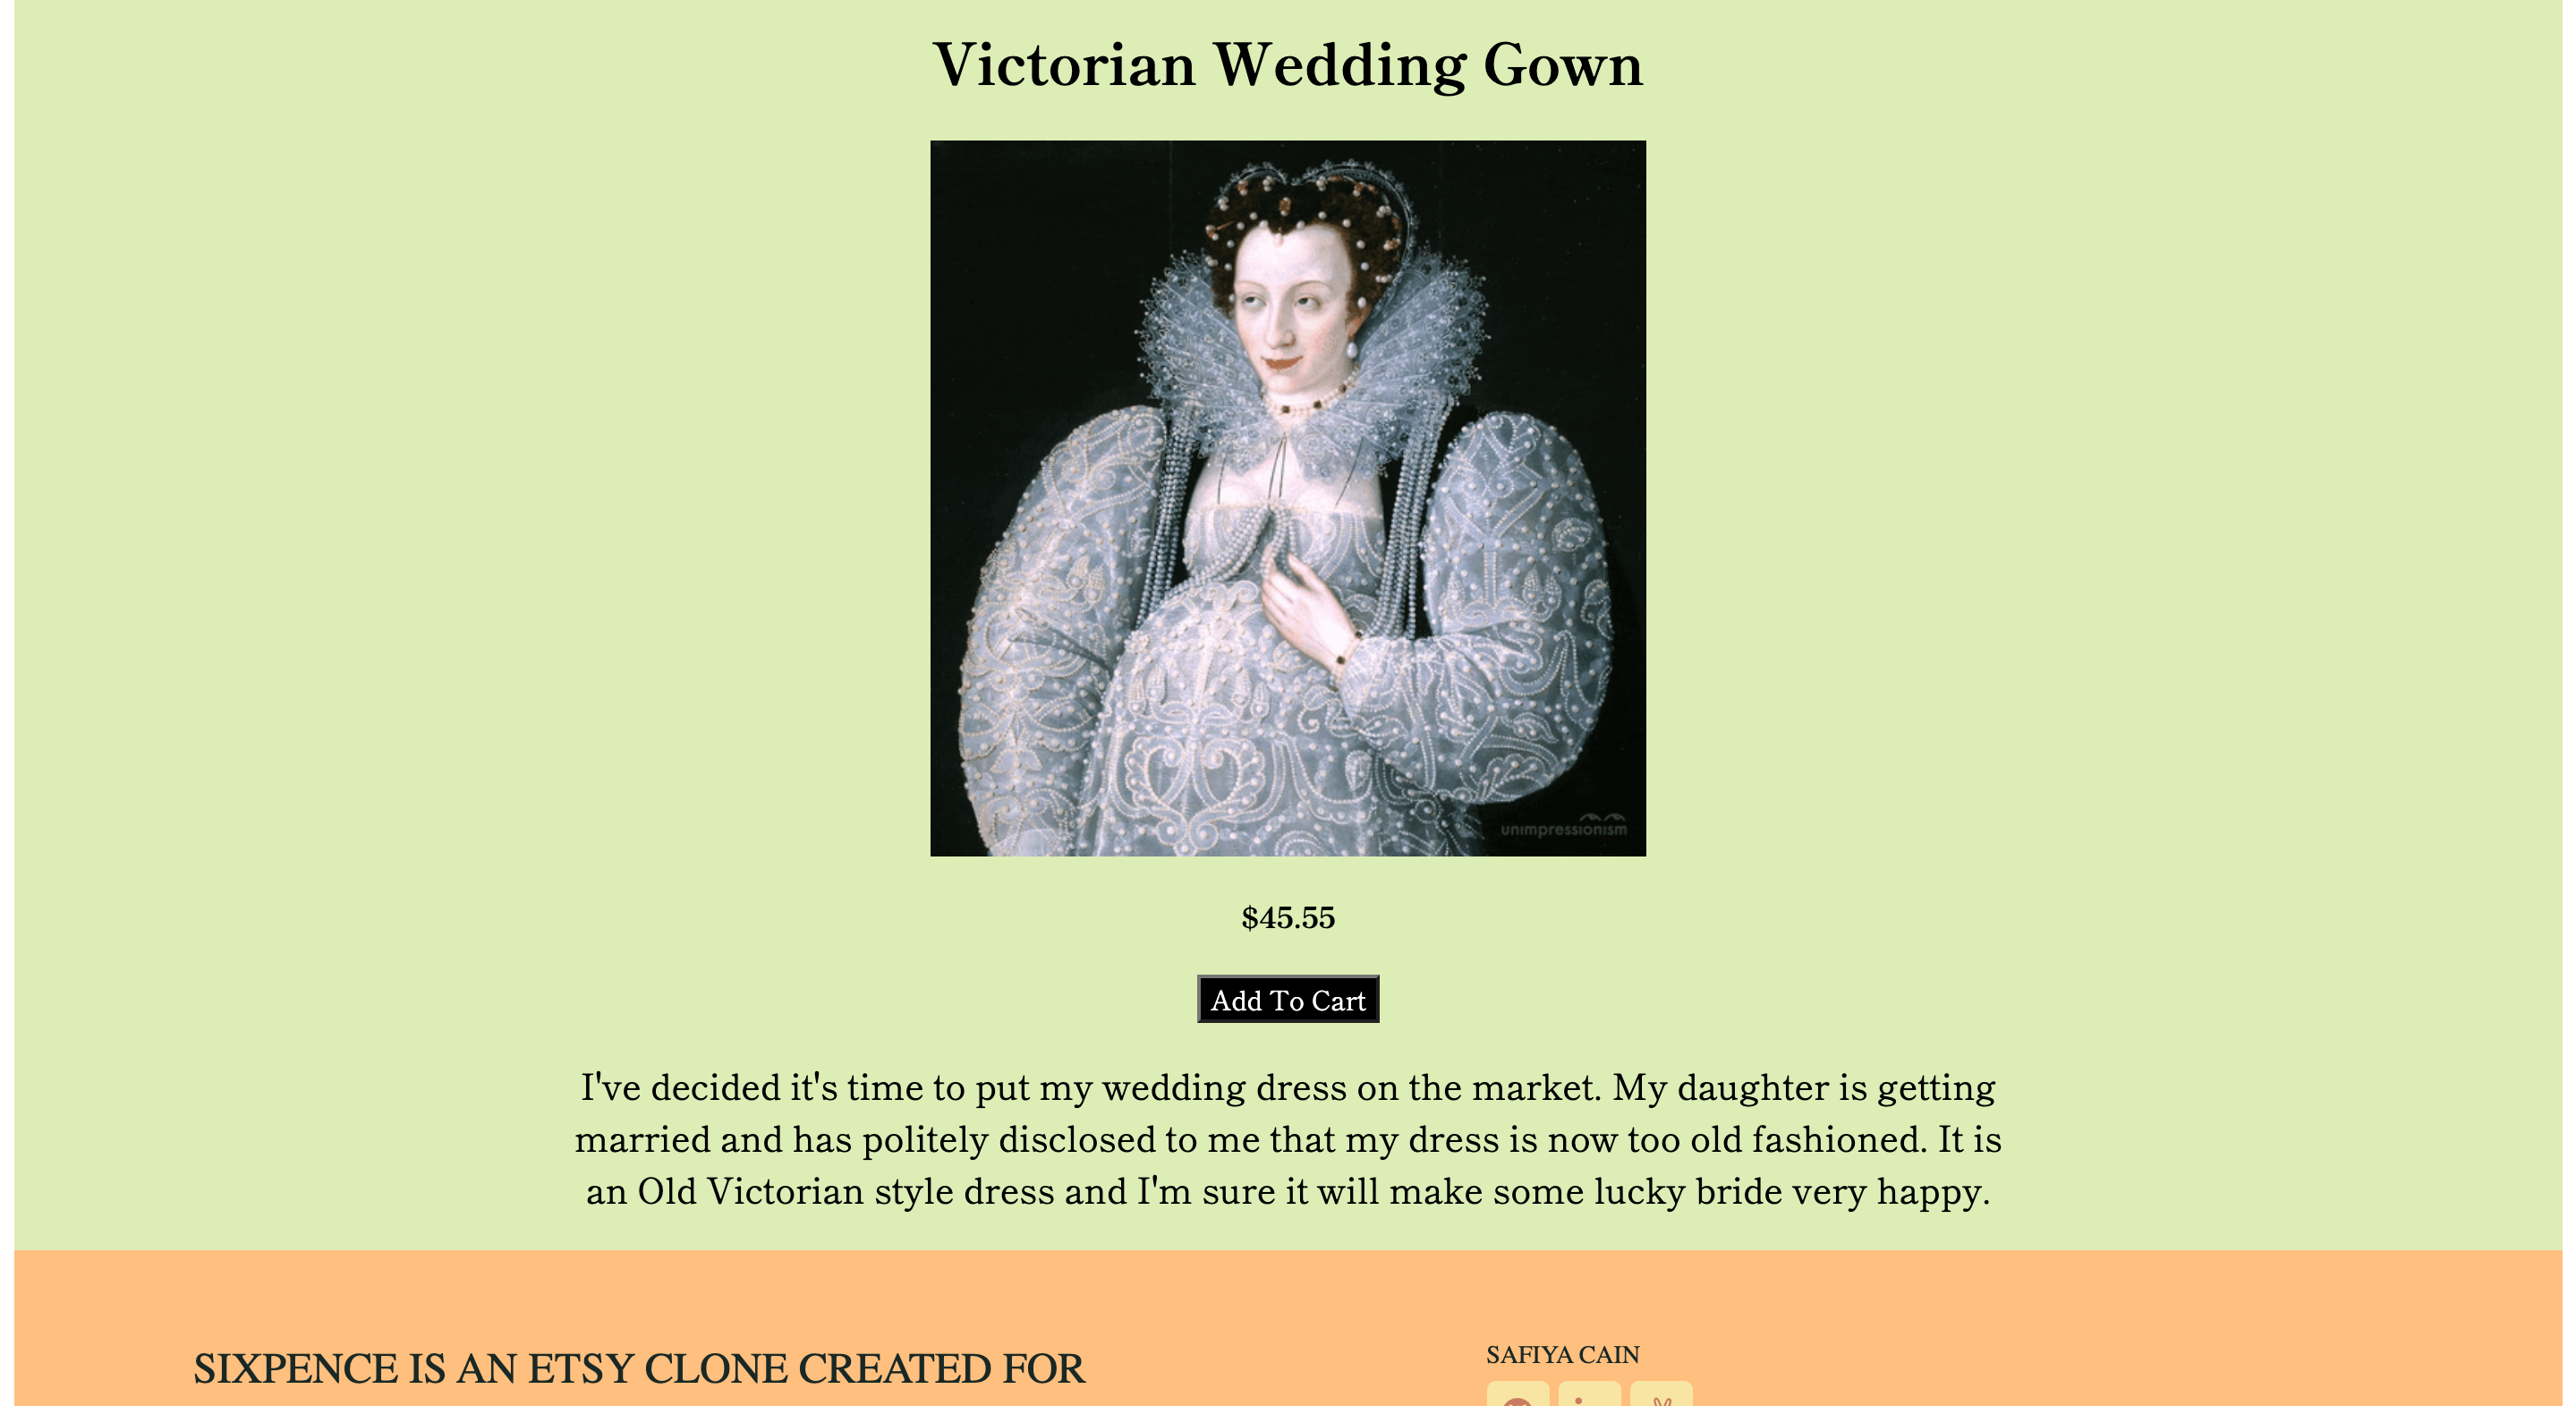 Victorian Wedding Gown
unimpressionism
$45.55
Add To Cart
I've decided it's time to put my wedding dress on the market. My daughter is getting
married and has politely disclosed to me that my dress is now too old fashioned. It is
an Old Victorian style dress and I'm sure it will make some lucky bride very happy.
SIXPENCE IS AN ETSY CLONE CREATED FOR
SAFIYA CAIN